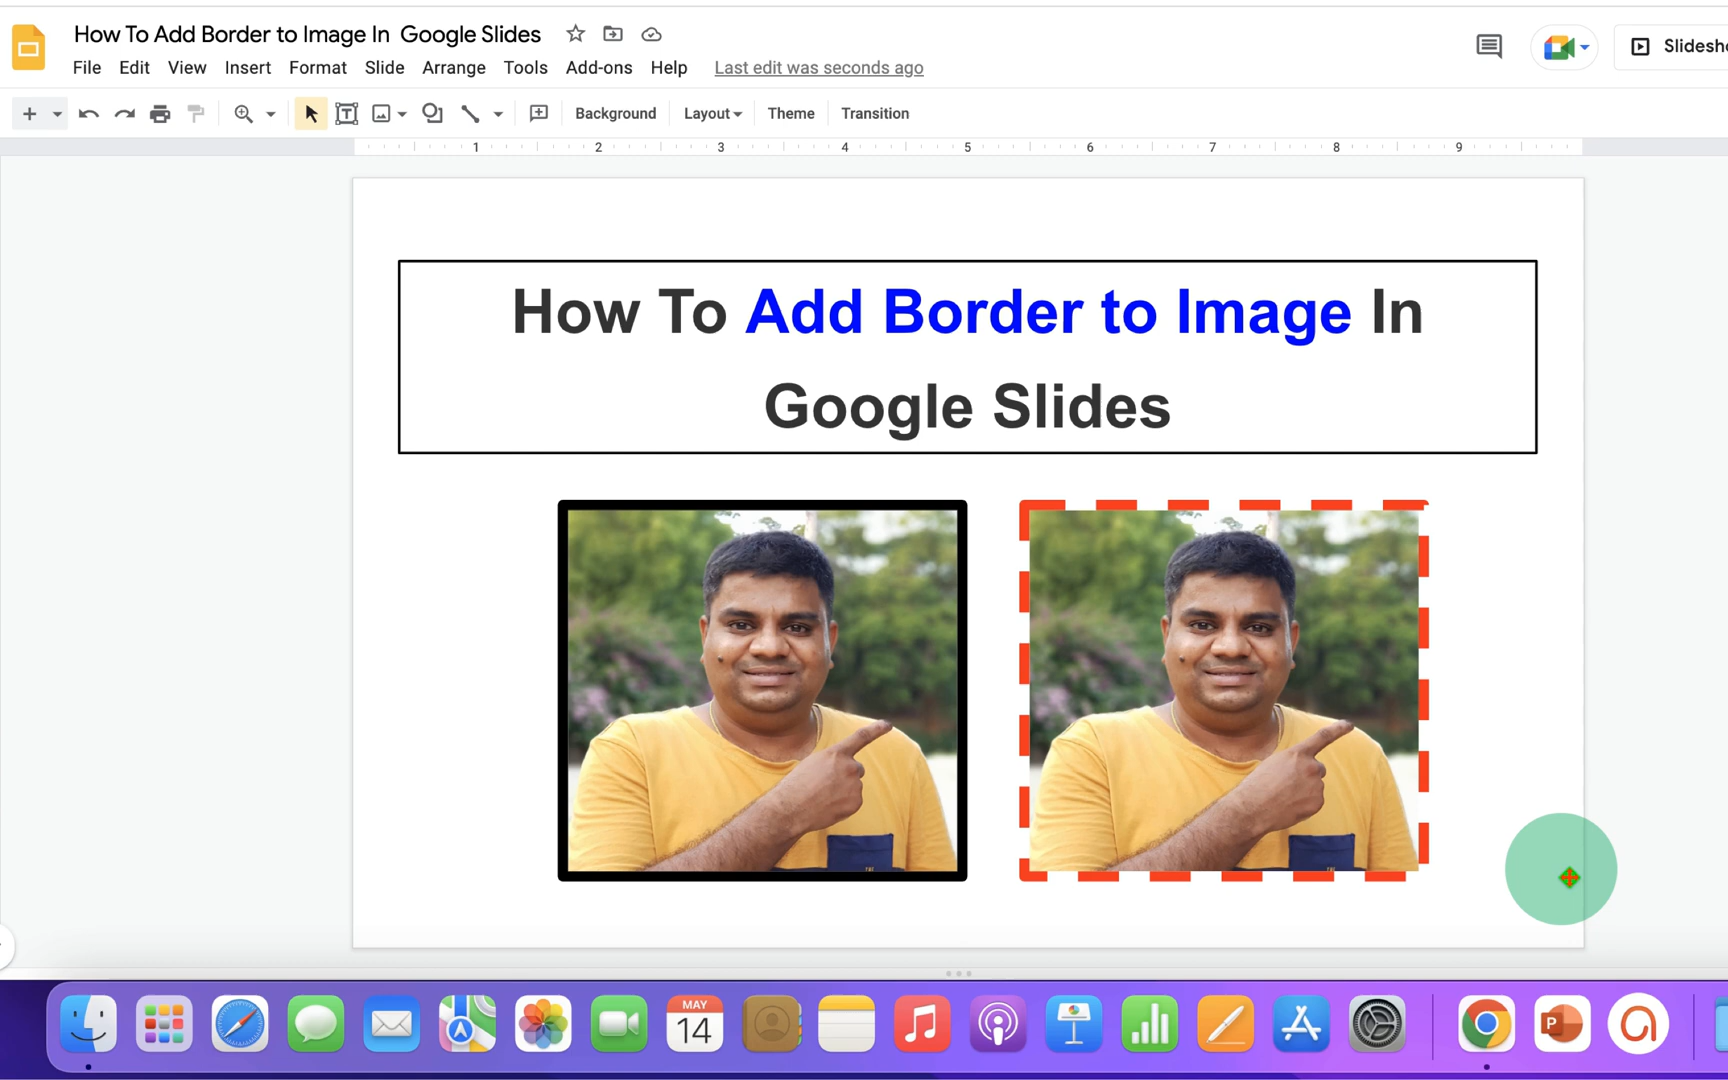 How To Add Border to Image In Google Slides
File Edit View Insert Format Slide Arrange Tools Add-ons Help Last edit was seconds ago
Slidesh
Background Layout Theme Transition
1 2 3 4 5 6 7 8 9
How To Add Border to Image In
Google Slides
MAY
14
P